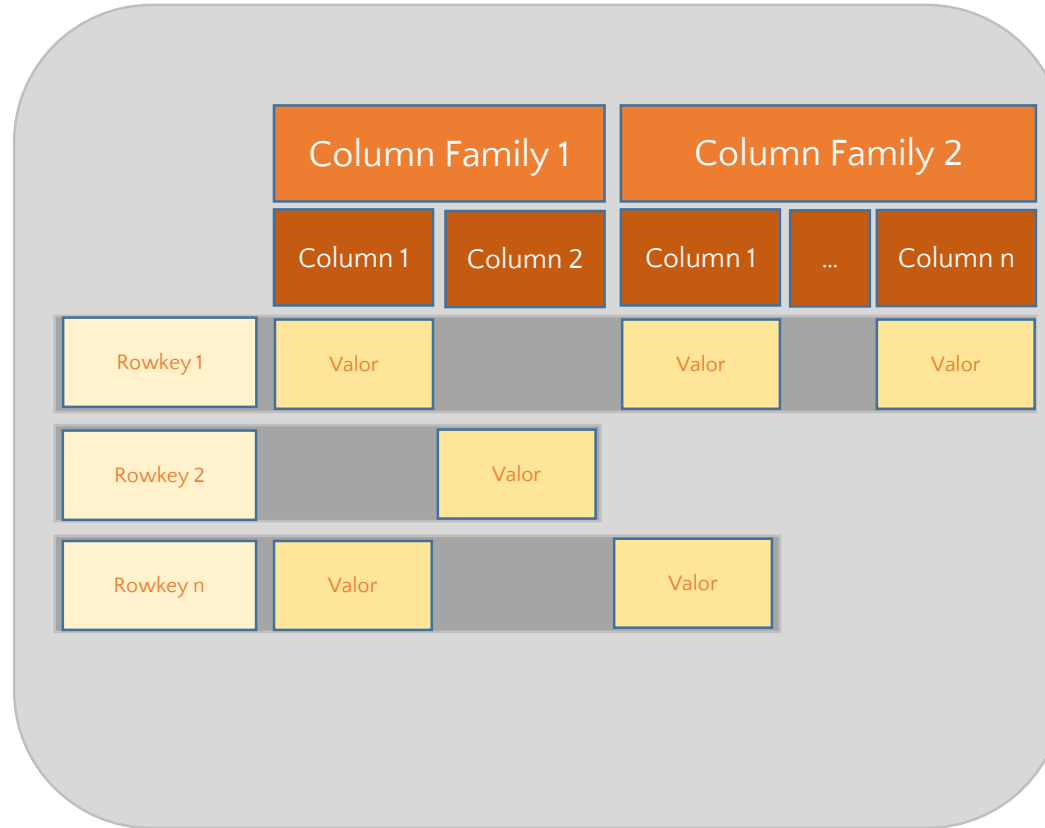 Column Family 1
Column Family 2
Column 1
Column 2
Column 1
...
Column n
Rowkey 1
Valor
Valor
Valor
Rowkey 2
Valor
Rowkey n
Valor
Valor